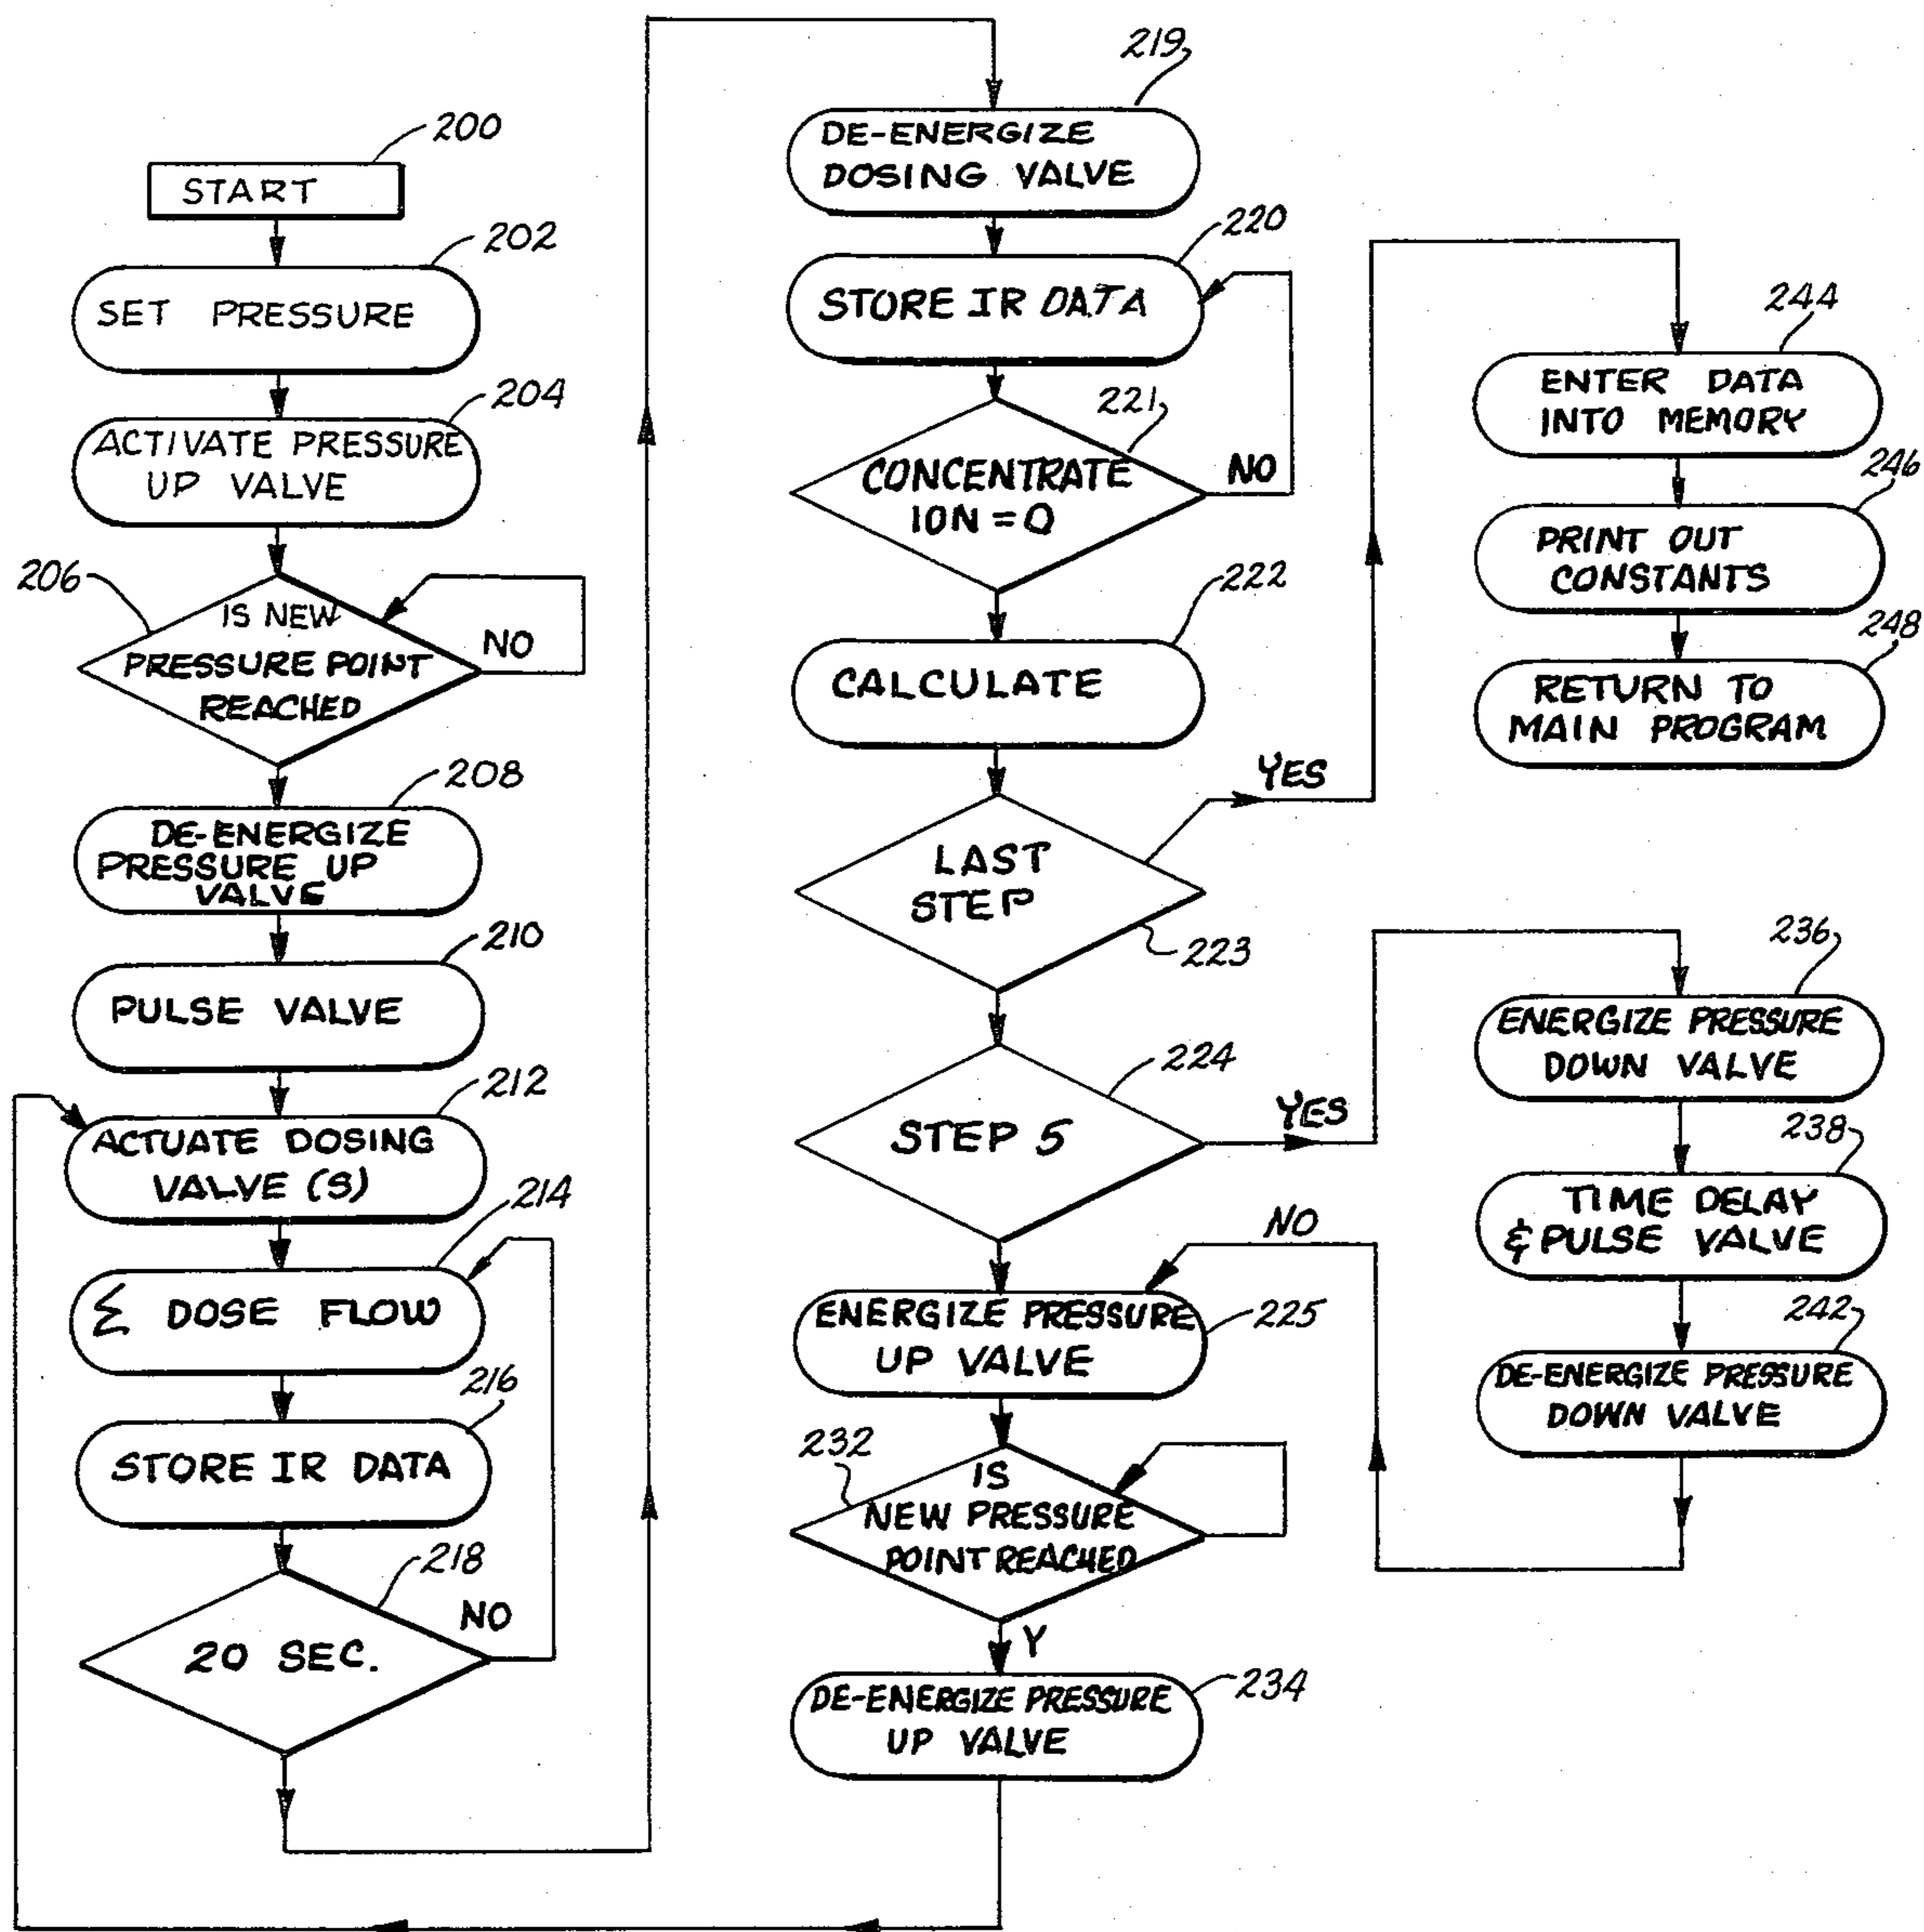 200
START
202
SET PRESSURE
204
ACTIVATE PRESSURE
UP VALVE
206
IS NEW
PRESSURE POINT
REACHED
NO
208
DE-ENERGIZE
PRESSURE UP
VALVE
210
PULSE VALVE
212
ACTUATE DOSING
VALVE (S)
214
Σ DOSE FLOW
216
STORE IR DATA
218
NO
20 SEC.
219
DE-ENERGIZE
DOSING VALVE
220
STORE IR DATA
221
CONCENTRATE
ION = 0
NO
222
CALCULATE
YES
LAST
STEP
223
224
STEP 5
YES
NO
ENERGIZE PRESSURE
UP VALVE
225
232
IS
NEW PRESSURE
POINT REACHED
Y
234
DE-ENERGIZE PRESSURE
UP VALVE
244
ENTER DATA
INTO MEMORY
246
PRINT OUT
CONSTANTS
248
RETURN TO
MAIN PROGRAM
236
ENERGIZE PRESSURE
DOWN VALVE
238
TIME DELAY
& PULSE VALVE
242
DE-ENERGIZE PRESSURE
DOWN VALVE